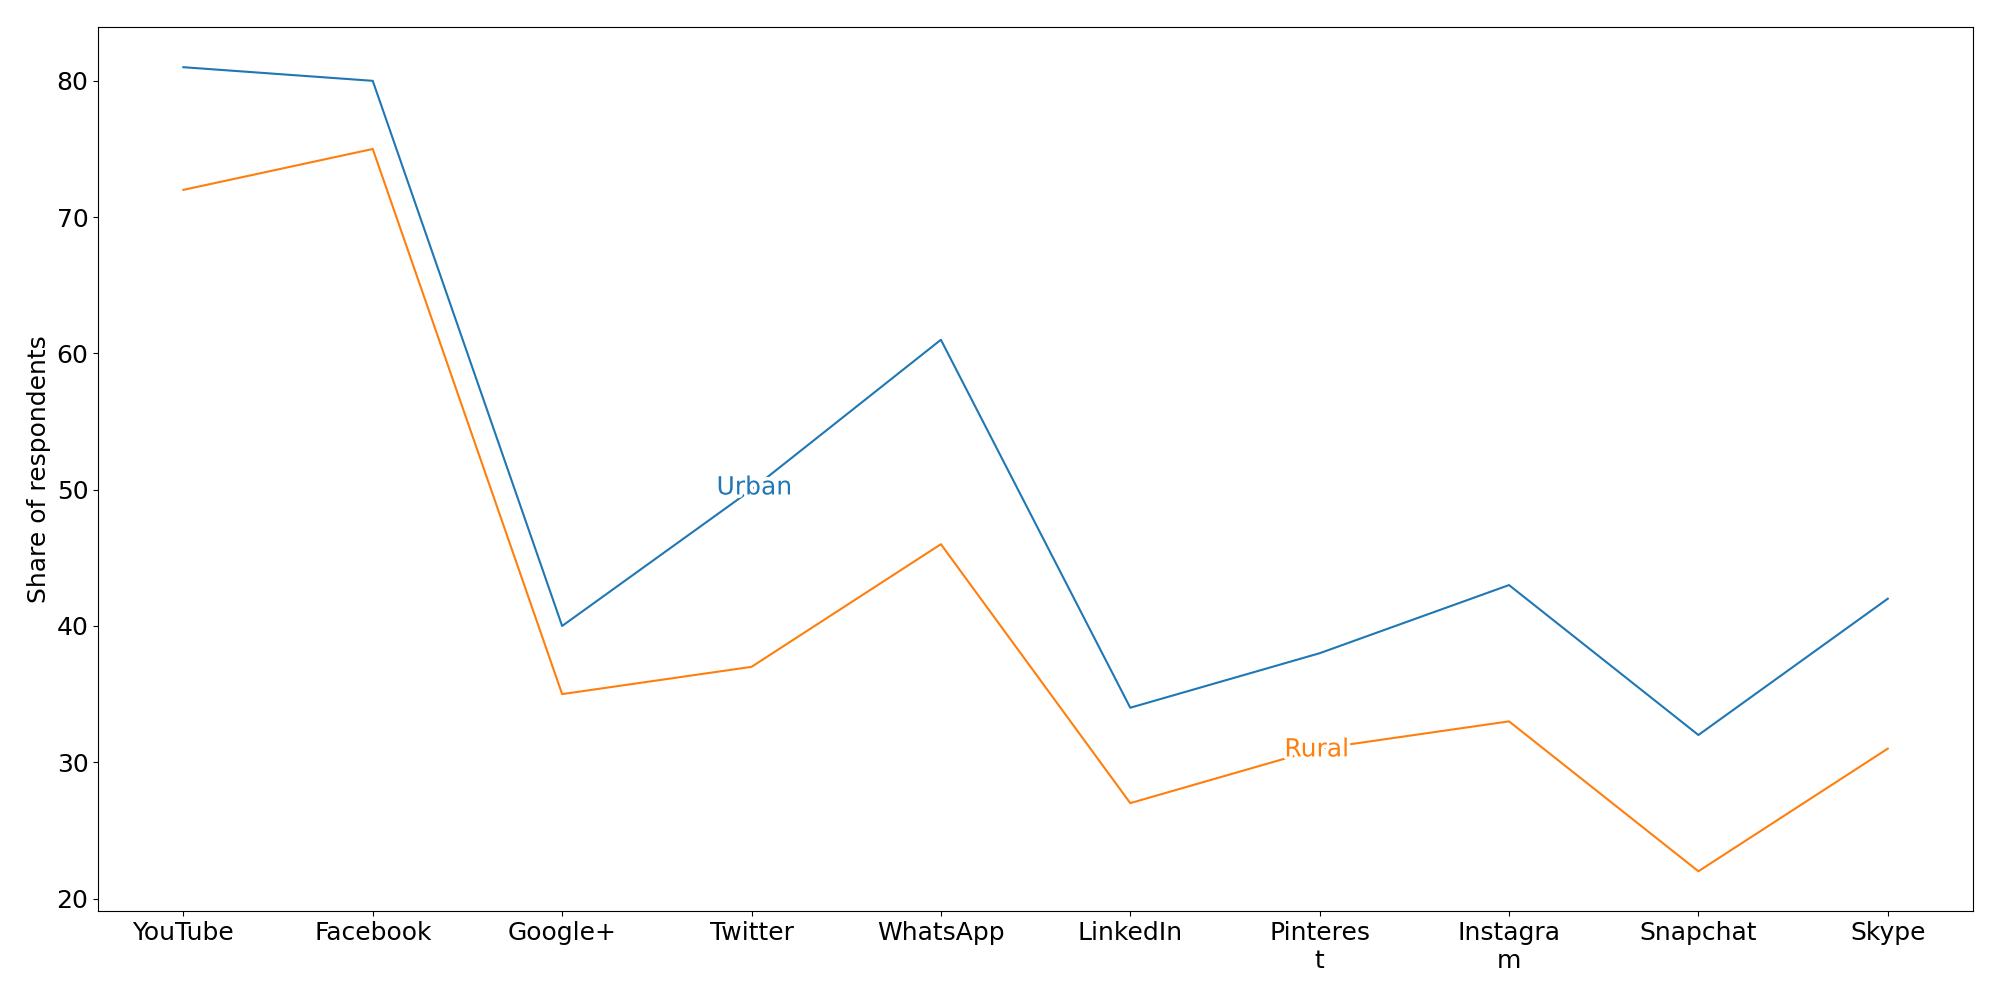 80
70
60
50
40
30
20
Share of respondents
Urban
Rural
YouTube
Facebook
Google+
Twitter
WhatsApp
LinkedIn
Pinteres
t
Instagra
m
Snapchat
Skype